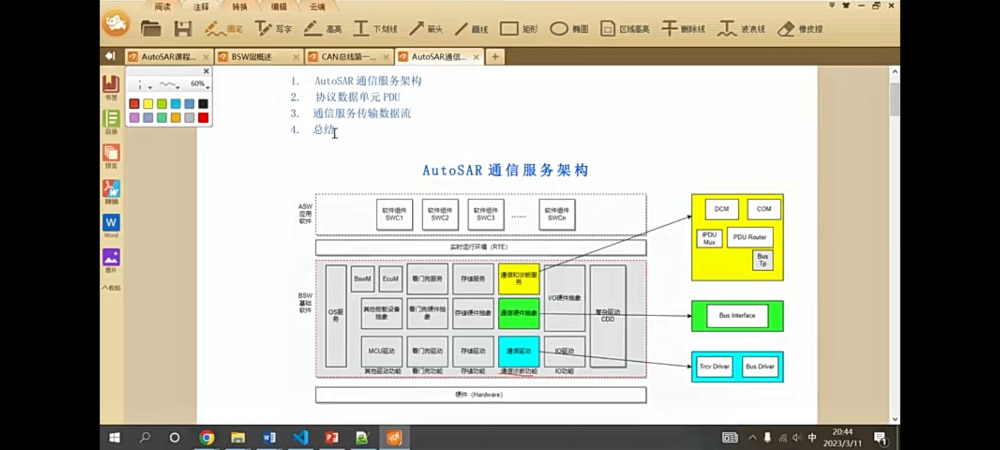 阅读 注释 转换 编辑 云端
画笔 写字 高亮 下划线 箭头 画线 矩形 椭圆 区域高亮 删除线 波浪线 橡皮擦
AutoSAR课程... BSW层概述 CAN总线第一... AutoSAR通信...
60%
书签
目录
预览
转换
W
Word
图片
收起
1. AutoSAR 通信服务架构
2. 协议数据单元 PDU
3. 通信服务传输数据流
4. 总结
AutoSAR 通信服务架构
ASW
应用
软件
软件组件
SWC1
软件组件
SWC2
软件组件
SWC3
......
软件组件
SWCn
实时运行环境（RTE）
BSW
基础
软件
OS服
务
BswM
EcuM
看门狗服务
存储服务
通信和诊断服
务
I/O硬件抽象
复杂驱动
CDD
其他板载设备
抽象
看门狗硬件抽
象
存储硬件抽象
通信硬件抽象
MCU驱动
看门狗驱动
存储驱动
通信驱动
IO驱动
其他驱动功能
看门狗功能
存储功能
通信诊断功能
IO功能
硬件（Hardware）
DCM
COM
IPDU
Mux
PDU Router
Bus
Tp
Bus Interface
Trcv Driver
Bus Driver
中
20:44
2023/3/11
1